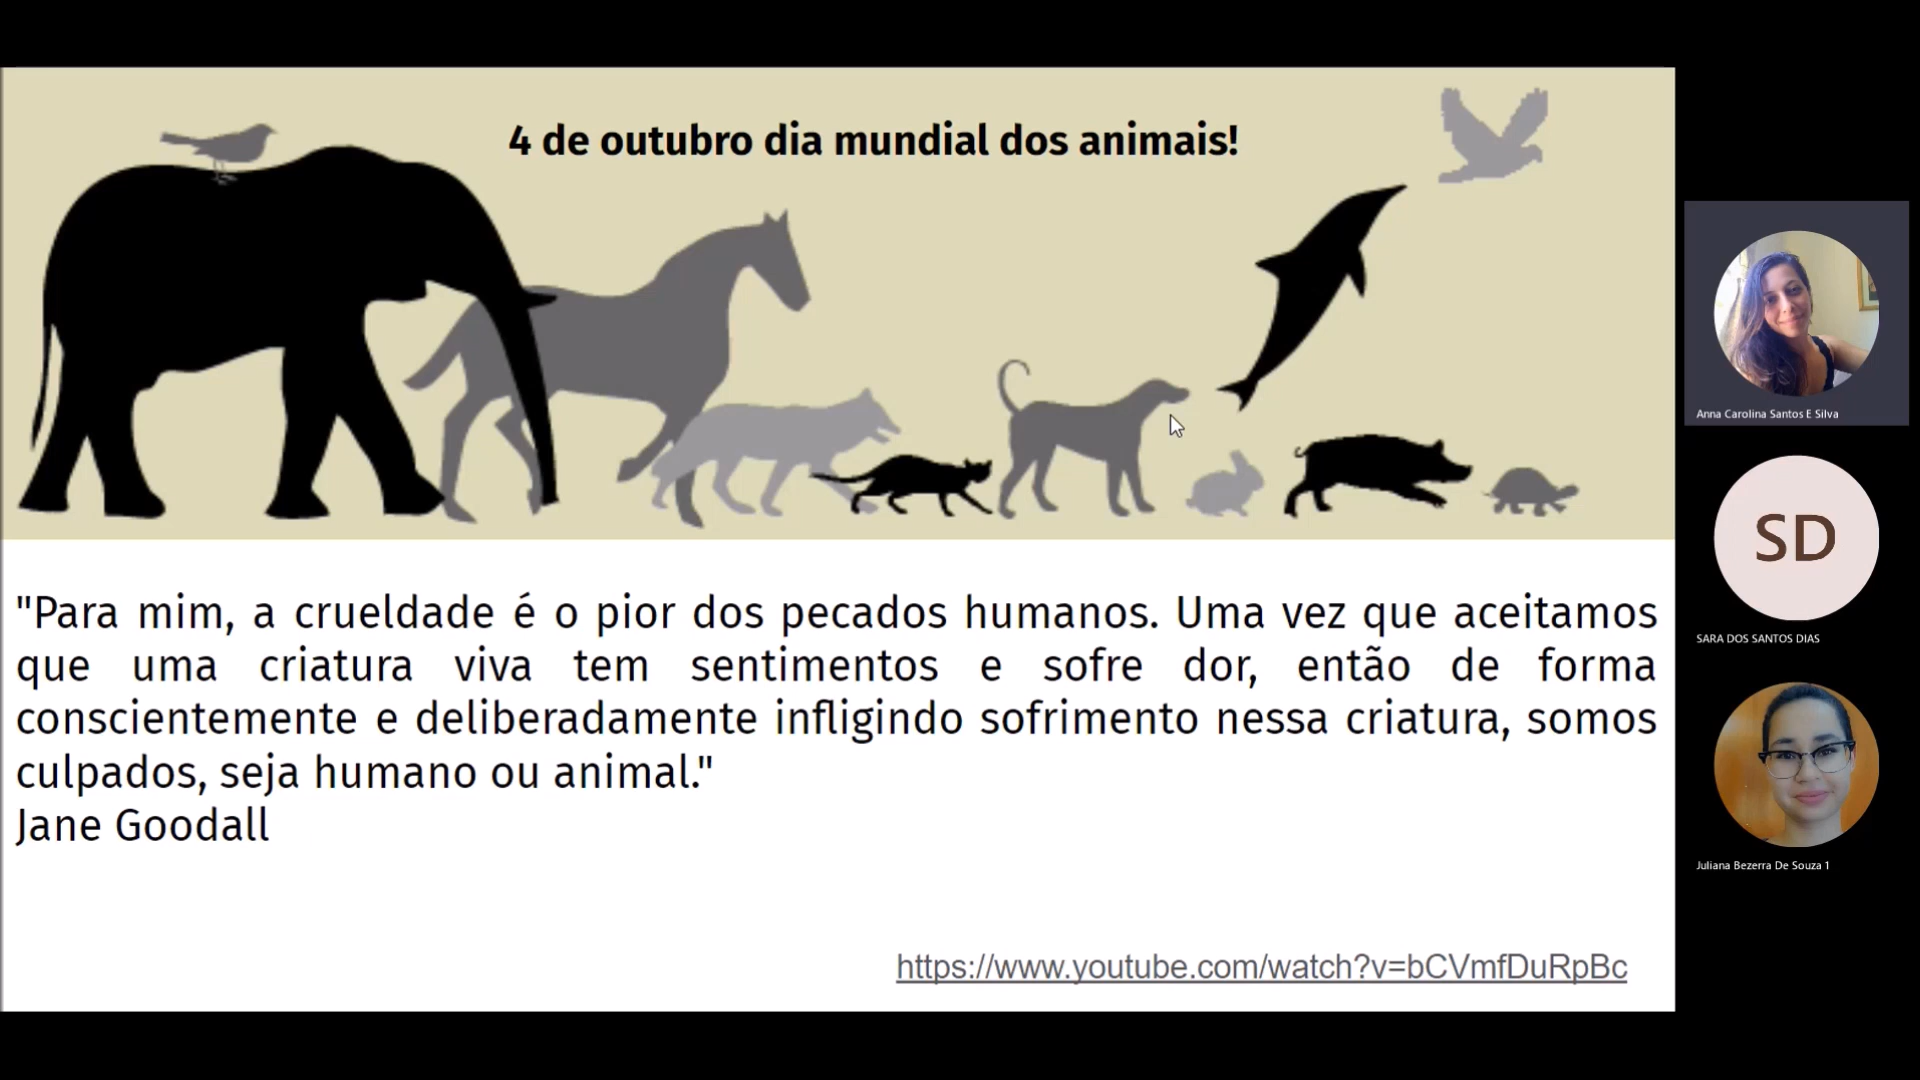 4 de outubro dia mundial dos animais!
"Para mim, a crueldade é o pior dos pecados humanos. Uma vez que aceitamos
que uma criatura viva tem sentimentos e sofre dor, então de forma
conscientemente e deliberadamente infligindo sofrimento nessa criatura, somos
culpados, seja humano ou animal."
Jane Goodall
https://www.youtube.com/watch?v=bCVmfDuRpBc
Anna Carolina Santos E Silva
SD
SARA DOS SANTOS DIAS
Juliana Bezerra De Souza 1